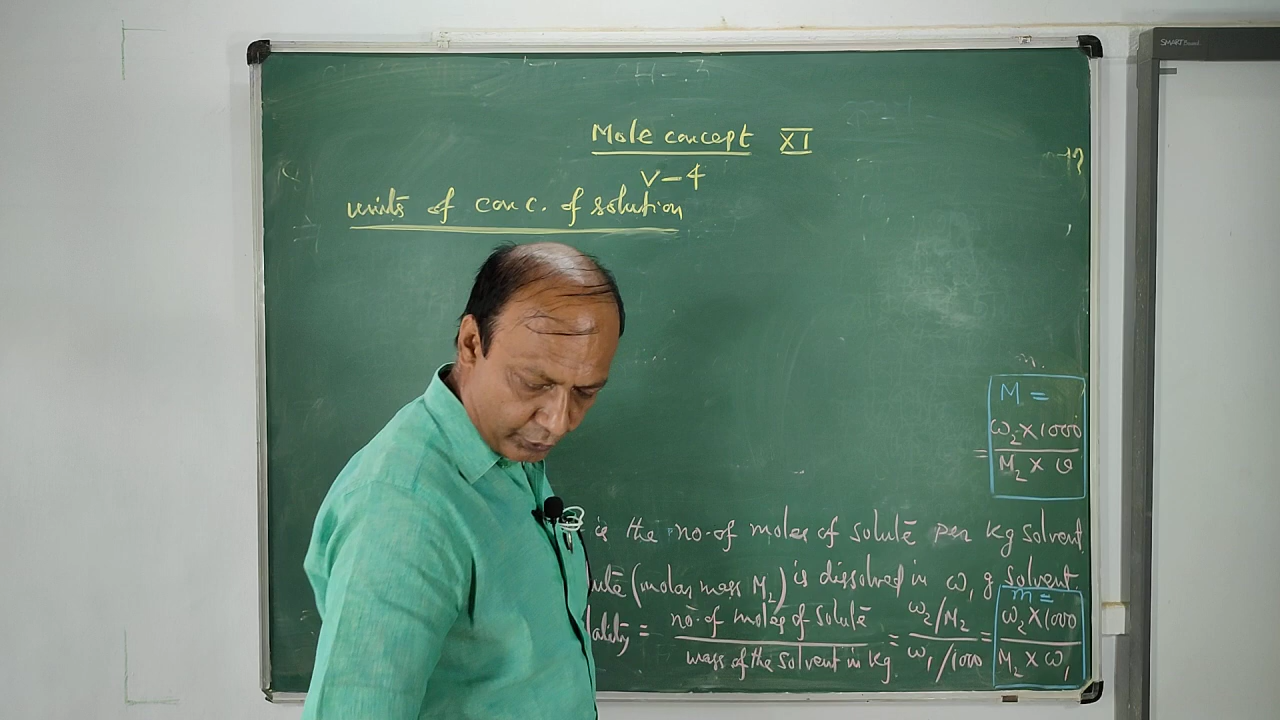 SMART Board
Mole concept XI
V-4
units of conc. of solution
M =
= ω₂×1000 / M₂ × v
is the no. of moles of solute per kg solvent
(molar mass M₂) is dissolved in ω₁ g solvent
= no. of moles of solute / mass of the solvent in kg = ω₂/M₂ / ω₁/1000 = m = ω₂×1000 / M₂ × ω₁